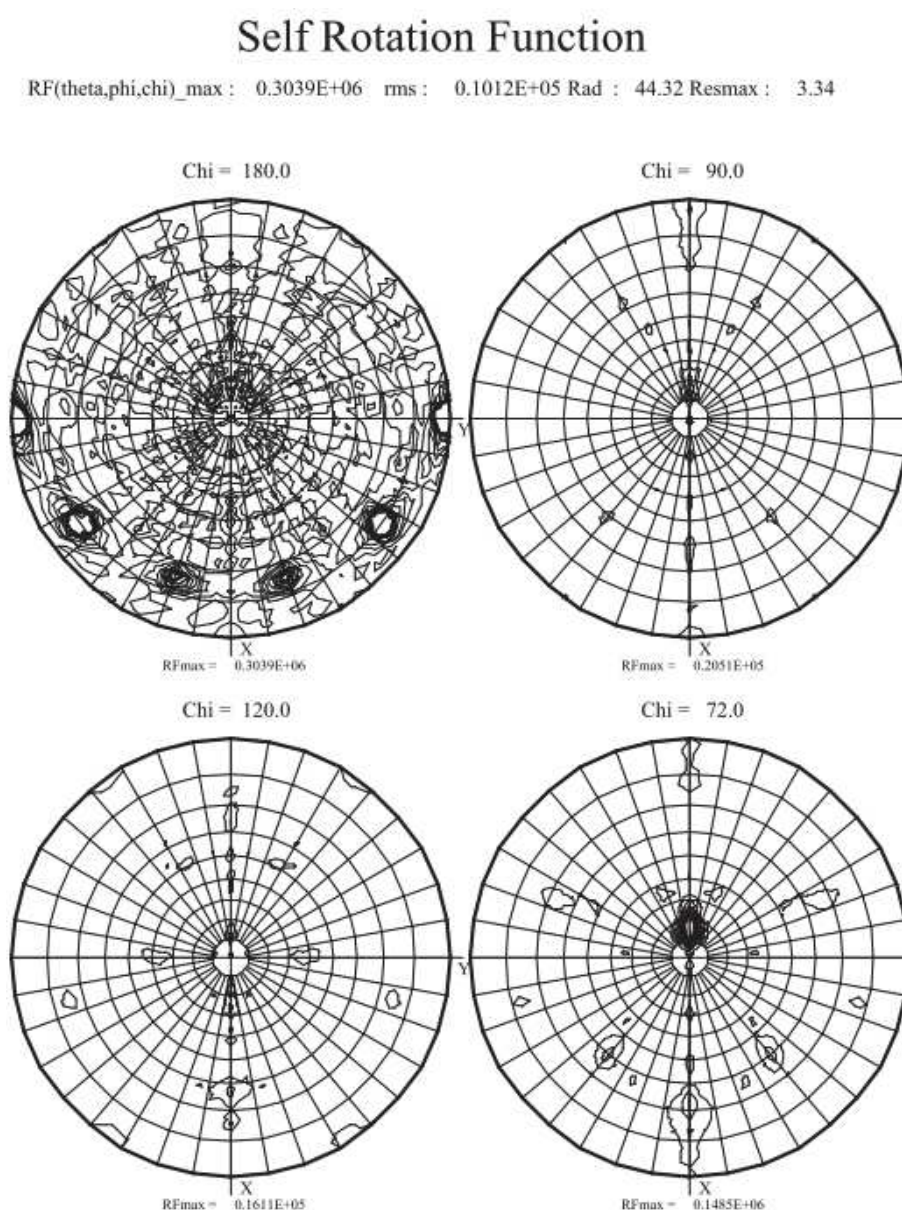 Self Rotation Function
RF(theta,phi,chi)_max : 0.3039E+06 rms : 0.1012E+05 Rad : 44.32 Resmax : 3.34
Chi = 180.0
Chi = 90.0
Y
X
X
RFmax = 0.3039E+06
RFmax = 0.2051E+05
Chi = 120.0
Chi = 72.0
Y
X
X
RFmax = 0.1611E+05
RFmax = 0.1485E+06